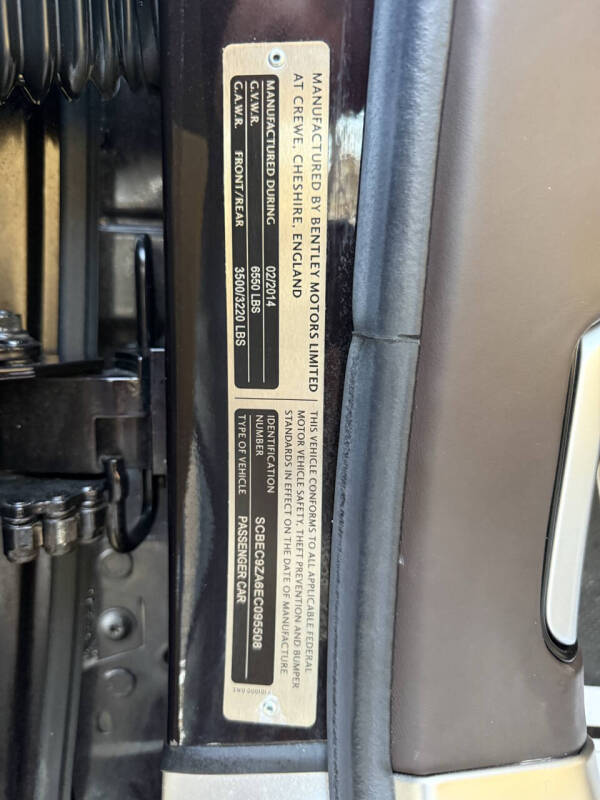 MANUFACTURED BY BENTLEY MOTORS LIMITED
AT CREWE, CHESHIRE, ENGLAND
MANUFACTURED DURING 02/2014
G.V.W.R. 6550 LBS
G.A.W.R. FRONT/REAR 3500/3220 LBS
THIS VEHICLE CONFORMS TO ALL APPLICABLE FEDERAL
MOTOR VEHICLE SAFETY, THEFT PREVENTION AND BUMPER
STANDARDS IN EFFECT ON THE DATE OF MANUFACTURE
IDENTIFICATION
NUMBER SCBEC9ZA6EC095508
TYPE OF VEHICLE PASSENGER CAR